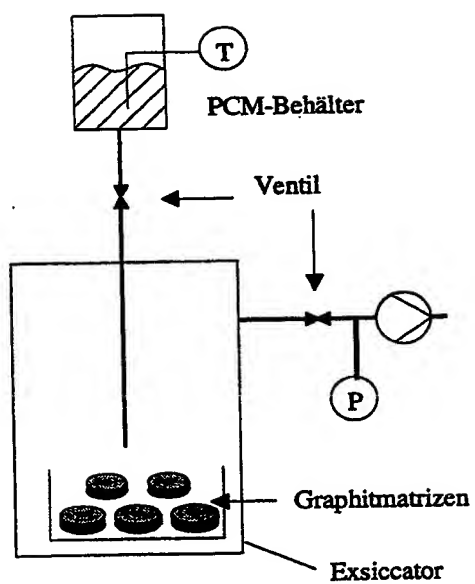 T
PCM-Behälter
Ventil
P
Graphitmatrizen
Exsiccator